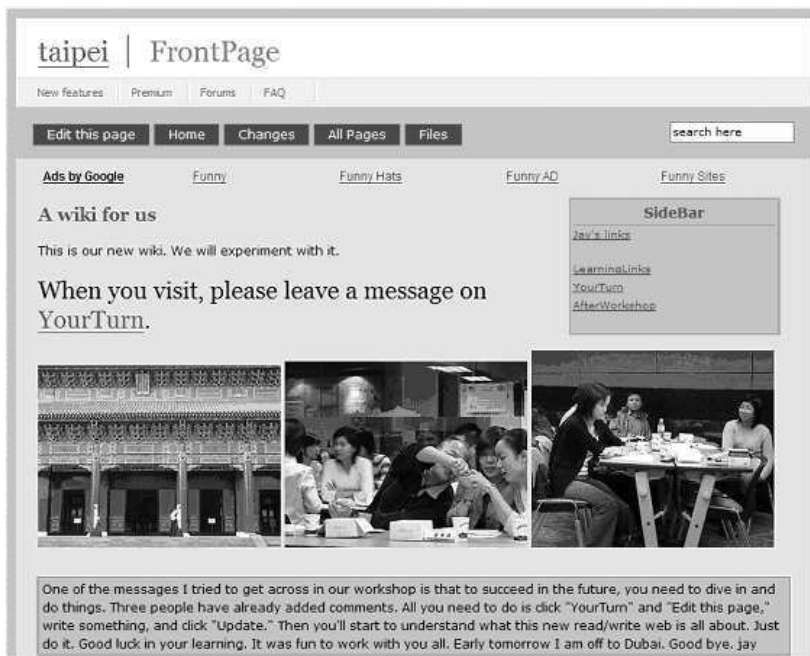 taipei | FrontPage
New features Premium Forums FAQ
Edit this page Home Changes All Pages Files search here
Ads by Google Funny Funny Hats Funny AD Funny Sites
A wiki for us
This is our new wiki. We will experiment with it.
When you visit, please leave a message on
YourTurn.
SideBar
Jay's links
LearningLinks
YourTurn
AfterWorkshop
One of the messages I tried to get across in our workshop is that to succeed in the future, you need to dive in and
do things. Three people have already added comments. All you need to do is click "YourTurn" and "Edit this page,"
write something, and click "Update." Then you'll start to understand what this new read/write web is all about. Just
do it. Good luck in your learning. It was fun to work with you all. Early tomorrow I am off to Dubai. Good bye. jay